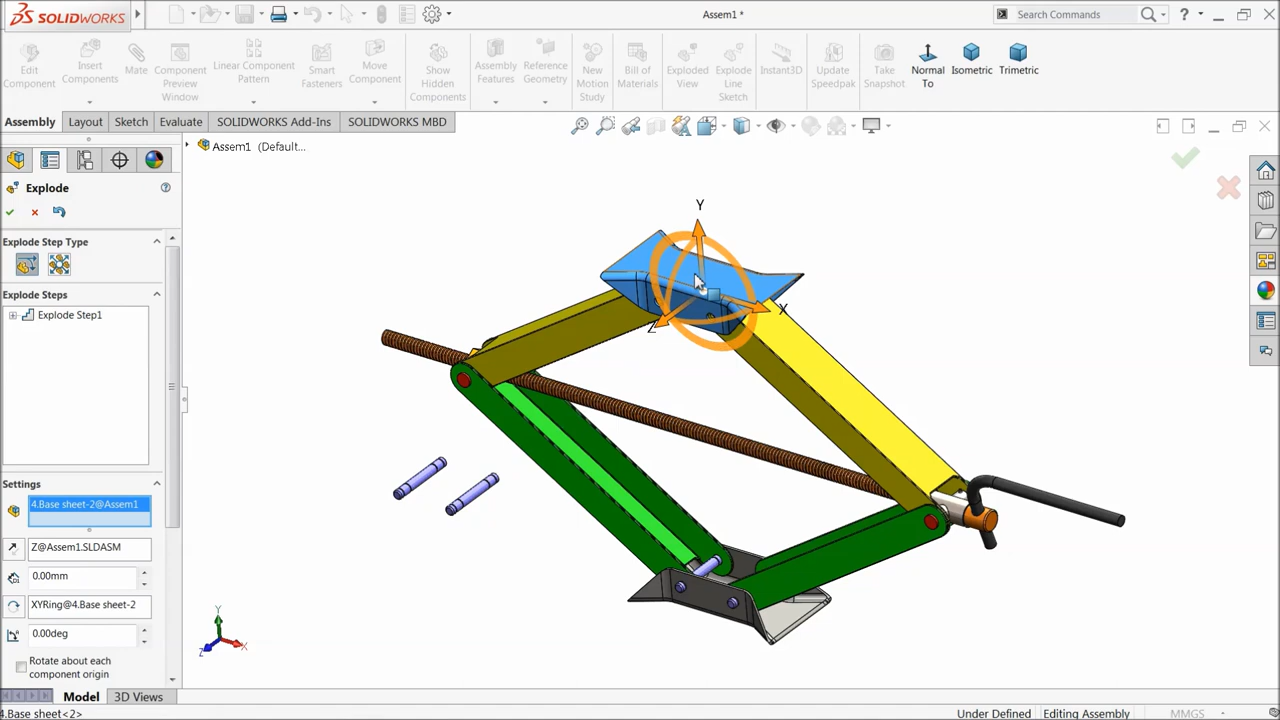 SOLIDWORKS
Assem1 *
Search Commands
?
Edit
Component
Insert
Components
Mate
Component
Preview
Window
Linear Component
Pattern
Smart
Fasteners
Move
Component
Show
Hidden
Components
Assembly
Features
Reference
Geometry
New
Motion
Study
Bill of
Materials
Exploded
View
Explode
Line
Sketch
Instant3D
Update
Speedpak
Take
Snapshot
Normal
To
Isometric
Trimetric
Assembly
Layout
Sketch
Evaluate
SOLIDWORKS Add-Ins
SOLIDWORKS MBD
Assem1 (Default...
Explode
Explode Step Type
Explode Steps
Explode Step1
Settings
4.Base sheet-2@Assem1
Z@Assem1.SLDASM
0.00mm
XYRing@4.Base sheet-2
0.00deg
Rotate about each
component origin
Y
X
Z
Y
X
Z
Model
3D Views
4.Base sheet<2>
Under Defined
Editing Assembly
MMGS